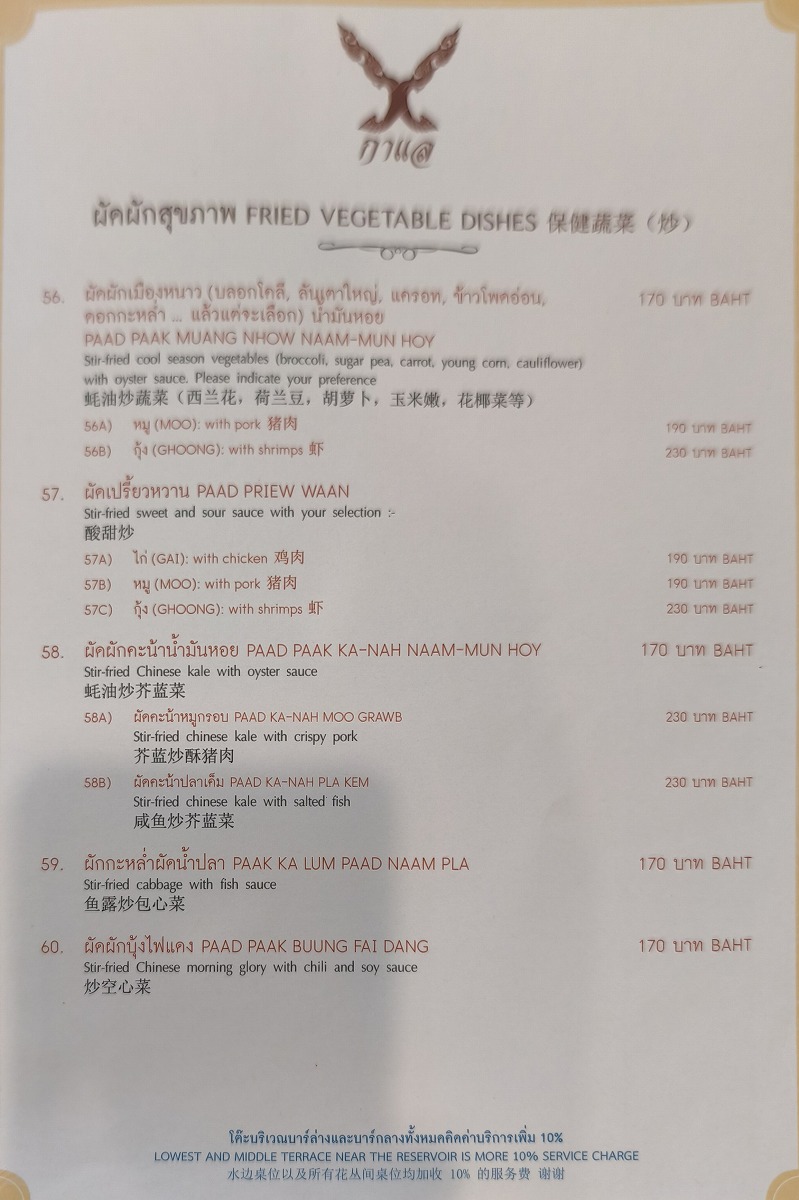 กาแล
ผัดผักสุขภาพ FRIED VEGETABLE DISHES 保健蔬菜（炒）
56. ผัดผักเมืองหนาว (บลอกโคลี, ลันเตาใหญ่, แครอท, ข้าวโพดอ่อน, 170 บาท BAHT
ดอกกะหล่ำ ... แล้วแต่จะเลือก) น้ำมันหอย
PAAD PAAK MUANG NHOW NAAM-MUN HOY
Stir-fried cool season vegetables (broccoli, sugar pea, carrot, young corn, cauliflower)
with oyster sauce. Please indicate your preference
蚝油炒蔬菜（西兰花，荷兰豆，胡萝卜，玉米嫩，花椰菜等）
56A) หมู (MOO): with pork 猪肉 190 บาท BAHT
56B) กุ้ง (GHOONG): with shrimps 虾 230 บาท BAHT
57. ผัดเปรี้ยวหวาน PAAD PRIEW WAAN
Stir-fried sweet and sour sauce with your selection :-
酸甜炒
57A) ไก่ (GAI): with chicken 鸡肉 190 บาท BAHT
57B) หมู (MOO): with pork 猪肉 190 บาท BAHT
57C) กุ้ง (GHOONG): with shrimps 虾 230 บาท BAHT
58. ผัดผักคะน้าน้ำมันหอย PAAD PAAK KA-NAH NAAM-MUN HOY 170 บาท BAHT
Stir-fried Chinese kale with oyster sauce
蚝油炒芥蓝菜
58A) ผัดคะน้าหมูกรอบ PAAD KA-NAH MOO GRAWB 230 บาท BAHT
Stir-fried chinese kale with crispy pork
芥蓝炒酥猪肉
58B) ผัดคะน้าปลาเค็ม PAAD KA-NAH PLA KEM 230 บาท BAHT
Stir-fried chinese kale with salted fish
咸鱼炒芥蓝菜
59. ผักกะหล่ำผัดน้ำปลา PAAK KA LUM PAAD NAAM PLA 170 บาท BAHT
Stir-fried cabbage with fish sauce
鱼露炒包心菜
60. ผัดผักบุ้งไฟแดง PAAD PAAK BUUNG FAI DANG 170 บาท BAHT
Stir-fried Chinese morning glory with chili and soy sauce
炒空心菜
โต๊ะบริเวณบาร์ล่างและบาร์กลางทั้งหมดคิดค่าบริการเพิ่ม 10%
LOWEST AND MIDDLE TERRACE NEAR THE RESERVOIR IS MORE 10% SERVICE CHARGE
水边桌位以及所有花丛间桌位均加收 10% 的服务费 谢谢